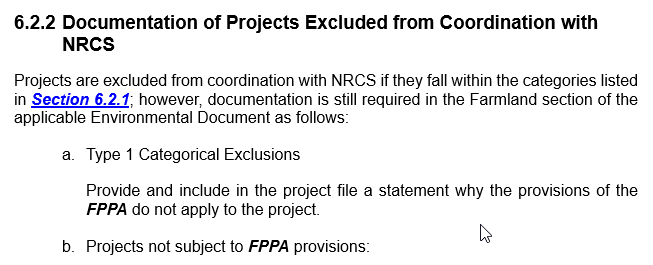 6.2.2 Documentation of Projects Excluded from Coordination with
NRCS
Projects are excluded from coordination with NRCS if they fall within the categories listed
in Section 6.2.1; however, documentation is still required in the Farmland section of the
applicable Environmental Document as follows:
a. Type 1 Categorical Exclusions
Provide and include in the project file a statement why the provisions of the
FPPA do not apply to the project.
b. Projects not subject to FPPA provisions: